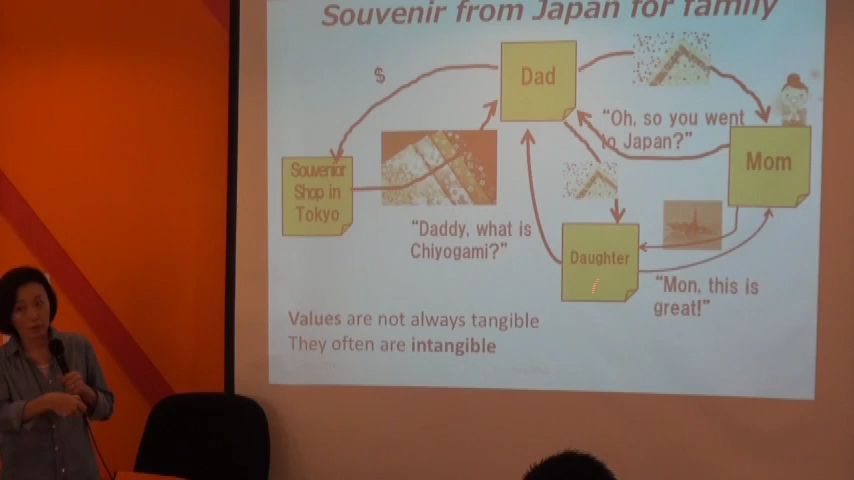 Souvenir from Japan for family
$
Dad
"Oh, so you went
to Japan?"
Mom
Souvenior
Shop in
Tokyo
"Daddy, what is
Chiyogami?"
Daughter
"Mon, this is
great!"
Values are not always tangible
They often are intangible